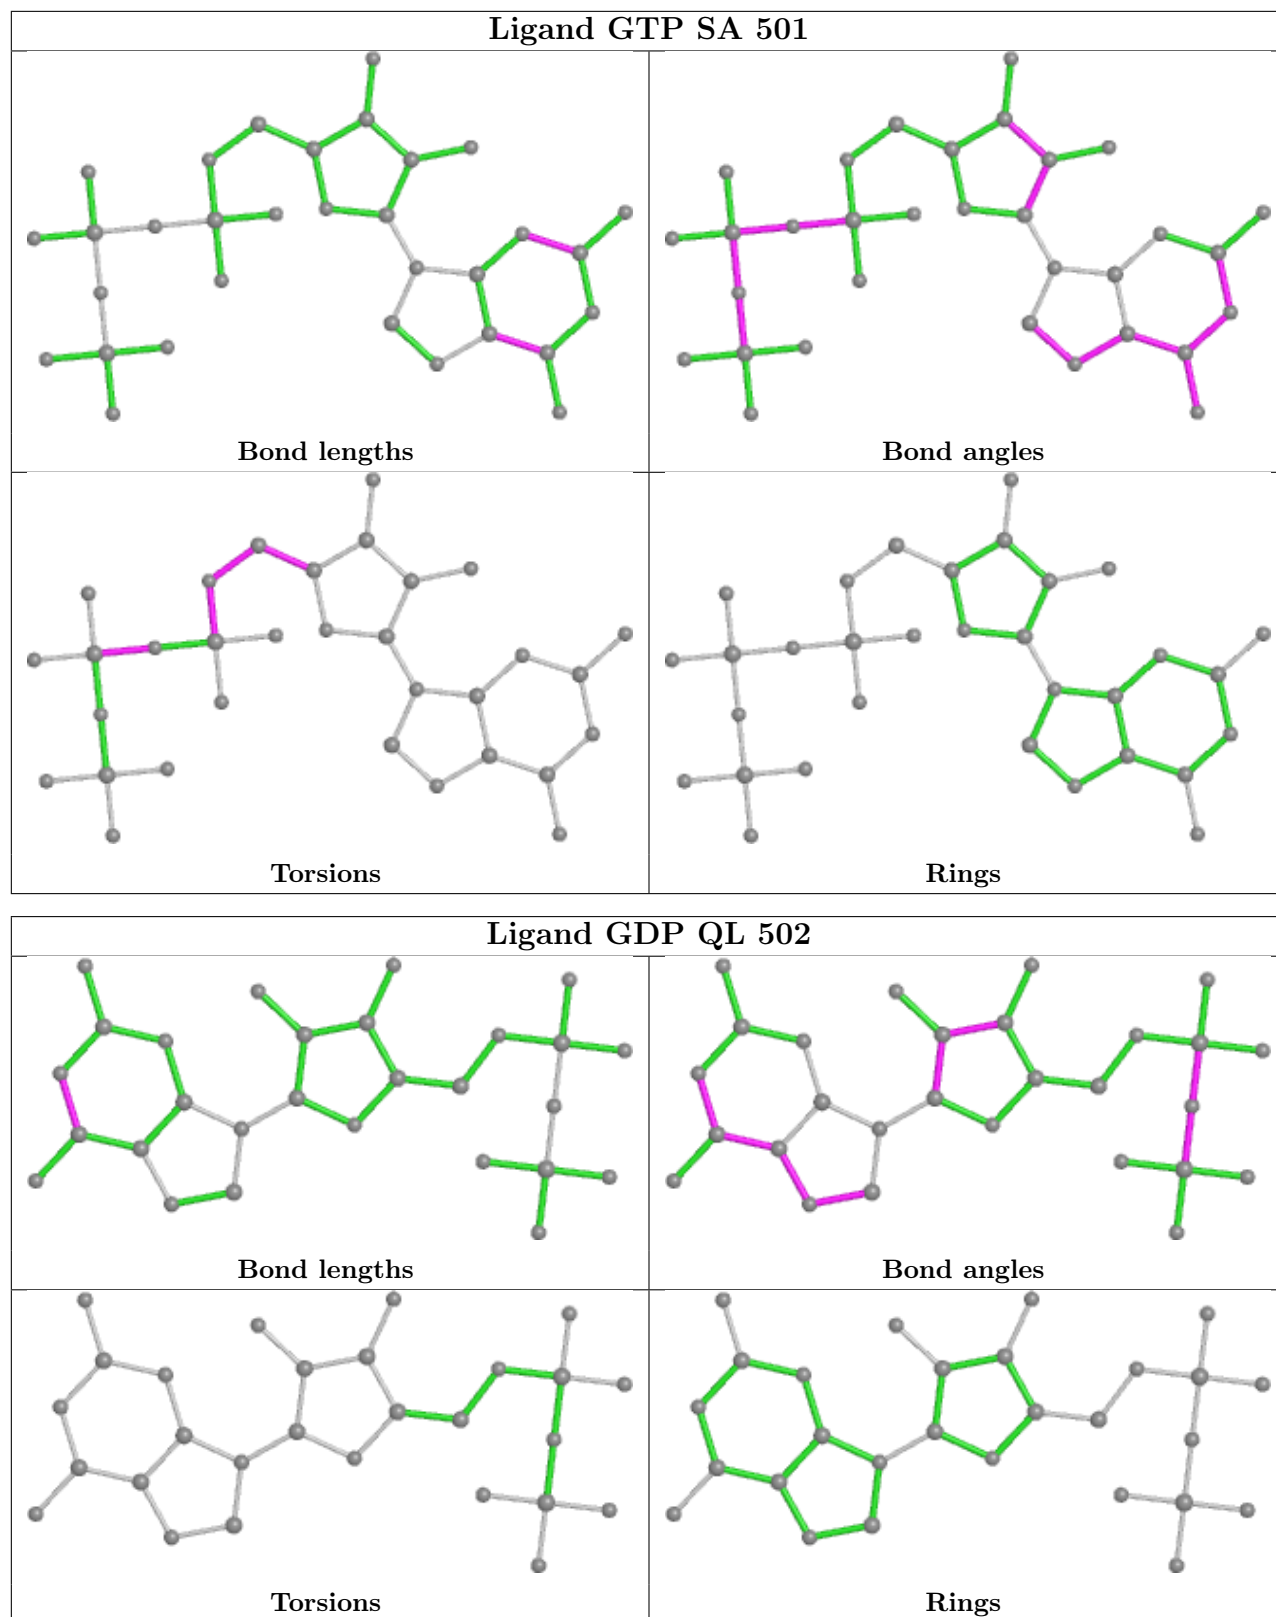 Ligand GTP SA 501
Bond lengths
Bond angles
Torsions
Rings
Ligand GDP QL 502
Bond lengths
Bond angles
Torsions
Rings